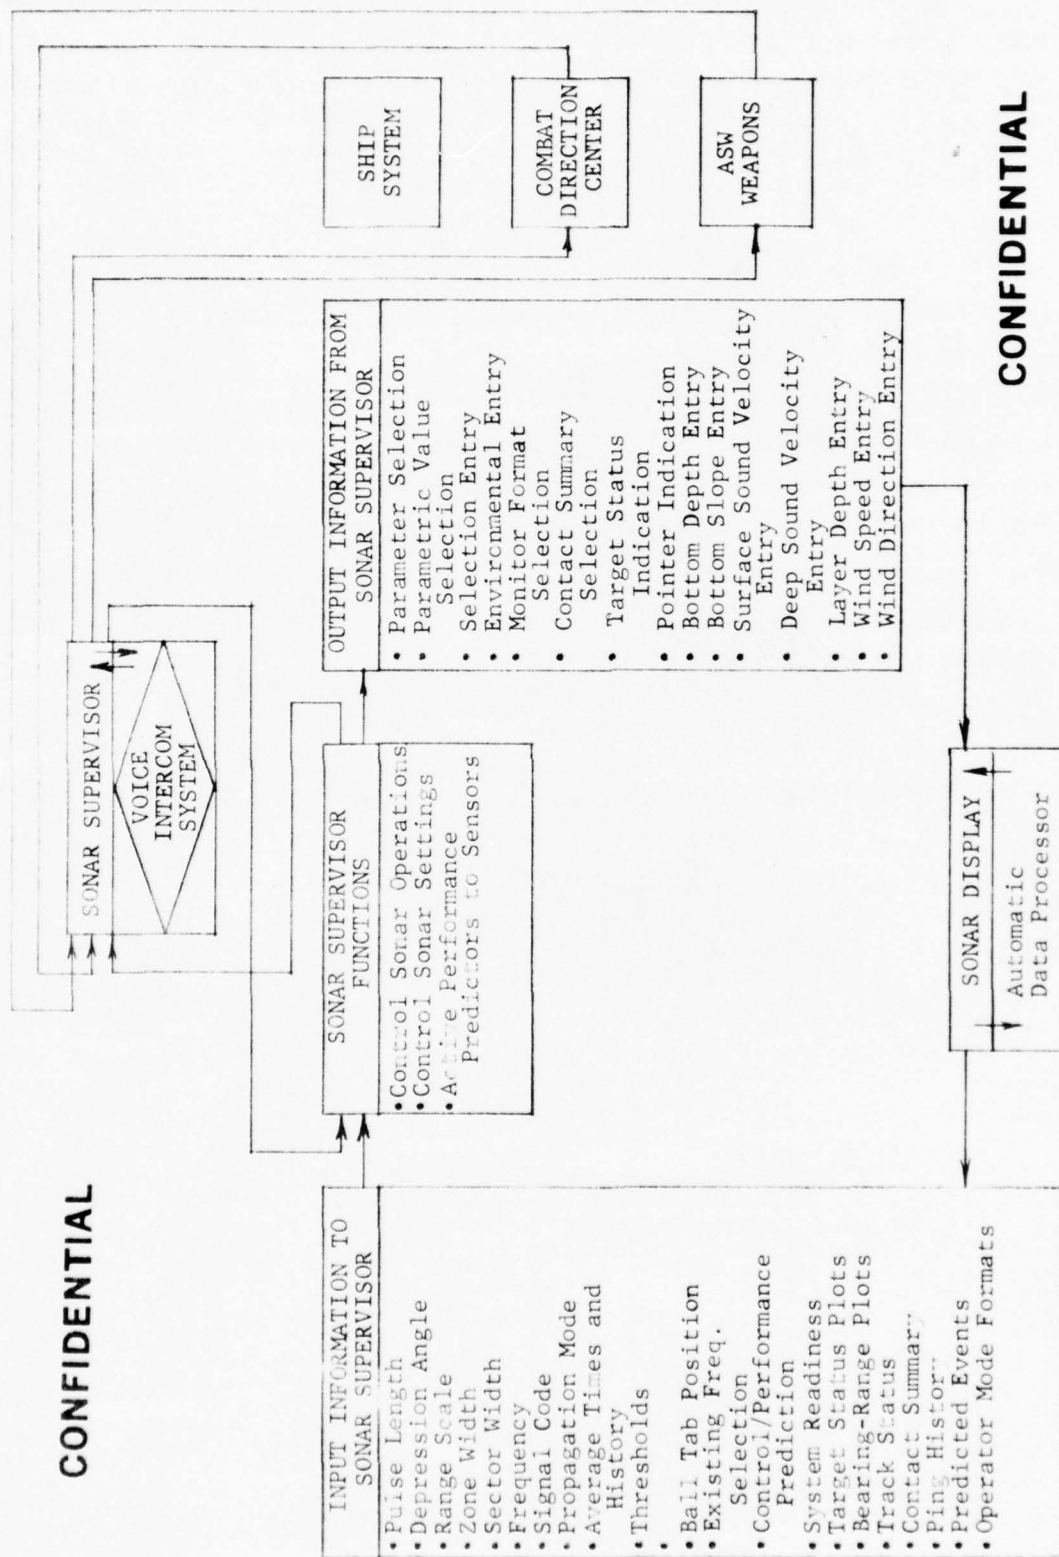 CONFIDENTIAL
SONAR SUPERVISOR
VOICE
INTERCOM
SYSTEM
SHIP
SYSTEM
COMBAT
DIRECTION
CENTER
ASW
WEAPONS
INPUT INFORMATION TO
SONAR SUPERVISOR
• Pulse Length
• Depression Angle
• Range Scale
• Zone Width
• Sector Width
• Frequency
• Signal Code
• Propagation Mode
• Average Times and
History
• Thresholds
•
• Ball Tab Position
• Existing Freq.
Selection
• Control/Performance
Prediction
• System Readiness
• Target Status Plots
• Bearing-Range Plots
• Track Status
• Contact Summary
• Ping History
• Predicted Events
• Operator Mode Formats
SONAR SUPERVISOR
FUNCTIONS
• Control Sonar Operations
• Control Sonar Settings
• Active Performance
Predictors to Sensors
OUTPUT INFORMATION FROM
SONAR SUPERVISOR
• Parameter Selection
• Parametric Value
Selection
• Selection Entry
• Environmental Entry
• Monitor Format
Selection
• Contact Summary
Selection
• Target Status
Indication
• Pointer Indication
• Bottom Depth Entry
• Bottom Slope Entry
• Surface Sound Velocity
Entry
• Deep Sound Velocity
Entry
• Layer Depth Entry
• Wind Speed Entry
• Wind Direction Entry
SONAR DISPLAY
Automatic
Data Processor
CONFIDENTIAL